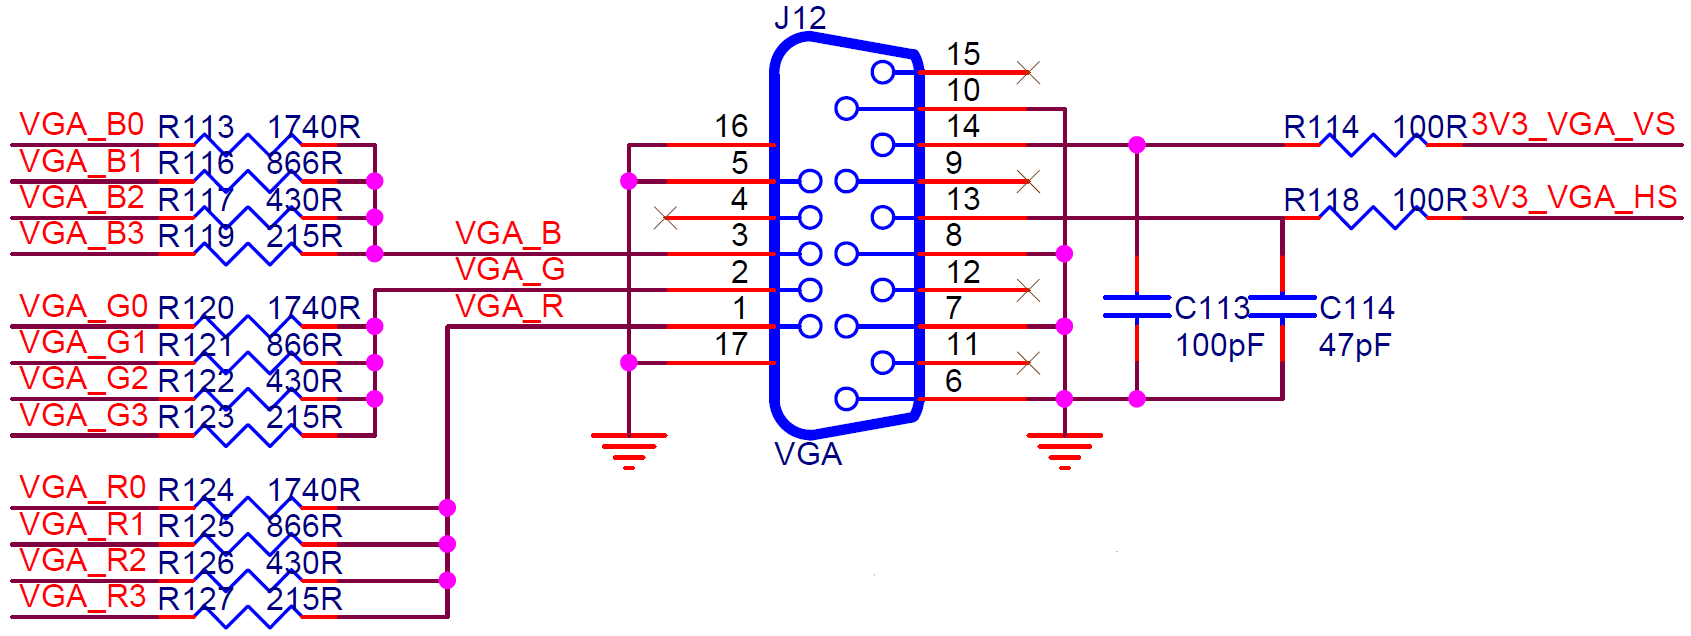 J12
15
10
VGA_B0 R113 1740R
16
14
R114 100R 3V3_VGA_VS
VGA_B1 R116 866R
5
9
VGA_B2 R117 430R
4
13
R118 100R 3V3_VGA_HS
VGA_B3 R119 215R
VGA_B
3
8
VGA_G
2
12
VGA_G0 R120 1740R
VGA_R
1
7
C113
C114
VGA_G1 R121 866R
17
11
100pF
47pF
VGA_G2 R122 430R
6
VGA_G3 R123 215R
VGA
VGA_R0 R124 1740R
VGA_R1 R125 866R
VGA_R2 R126 430R
VGA_R3 R127 215R